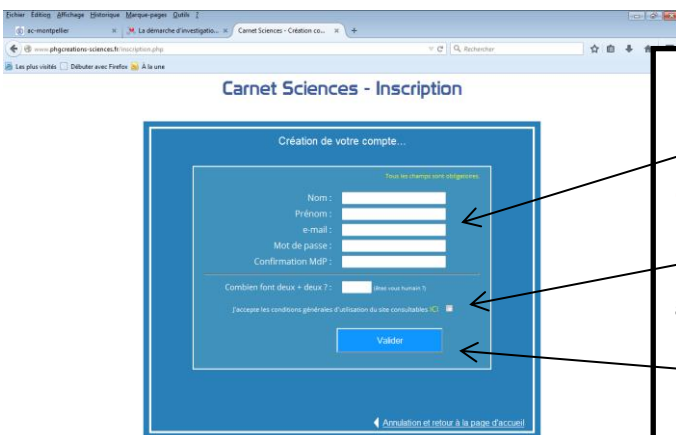 Fichier Edition Affichage Historique Marque-pages Outils ?
ac-montpellier × La démarche d'investigatio... × Carnet Sciences - Création co... × +
www.phgcreations-sciences.fr/inscription.php Rechercher
Les plus visités Débuter avec Firefox À la une
Carnet Sciences - Inscription
Création de votre compte...
Tous les champs sont obligatoires.
Nom :
Prénom :
e-mail :
Mot de passe :
Confirmation MdP :
Combien font deux + deux ? : (êtes vous humain ?)
J'accepte les conditions générales d'utilisation du site consultables ICI
Valider
Annulation et retour à la page d'accueil